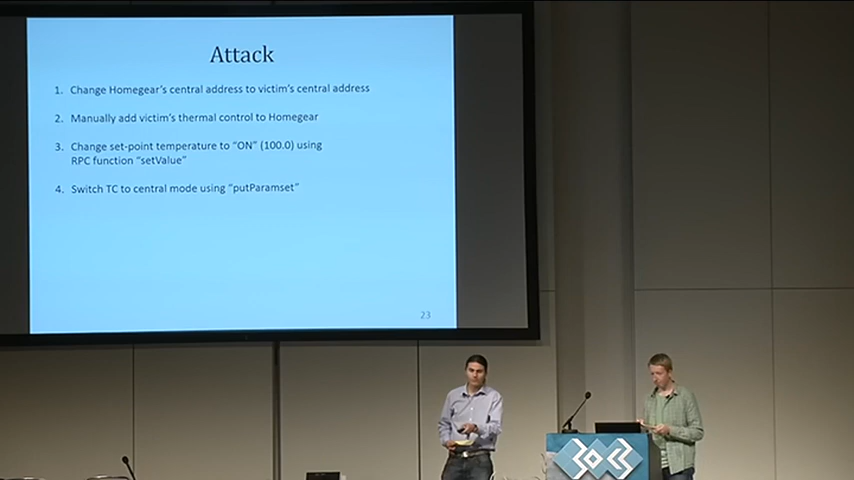 Attack
1. Change Homegear's central address to victim's central address
2. Manually add victim's thermal control to Homegear
3. Change set-point temperature to "ON" (100.0) using
RPC function "setValue"
4. Switch TC to central mode using "putParamset"
23
30C3